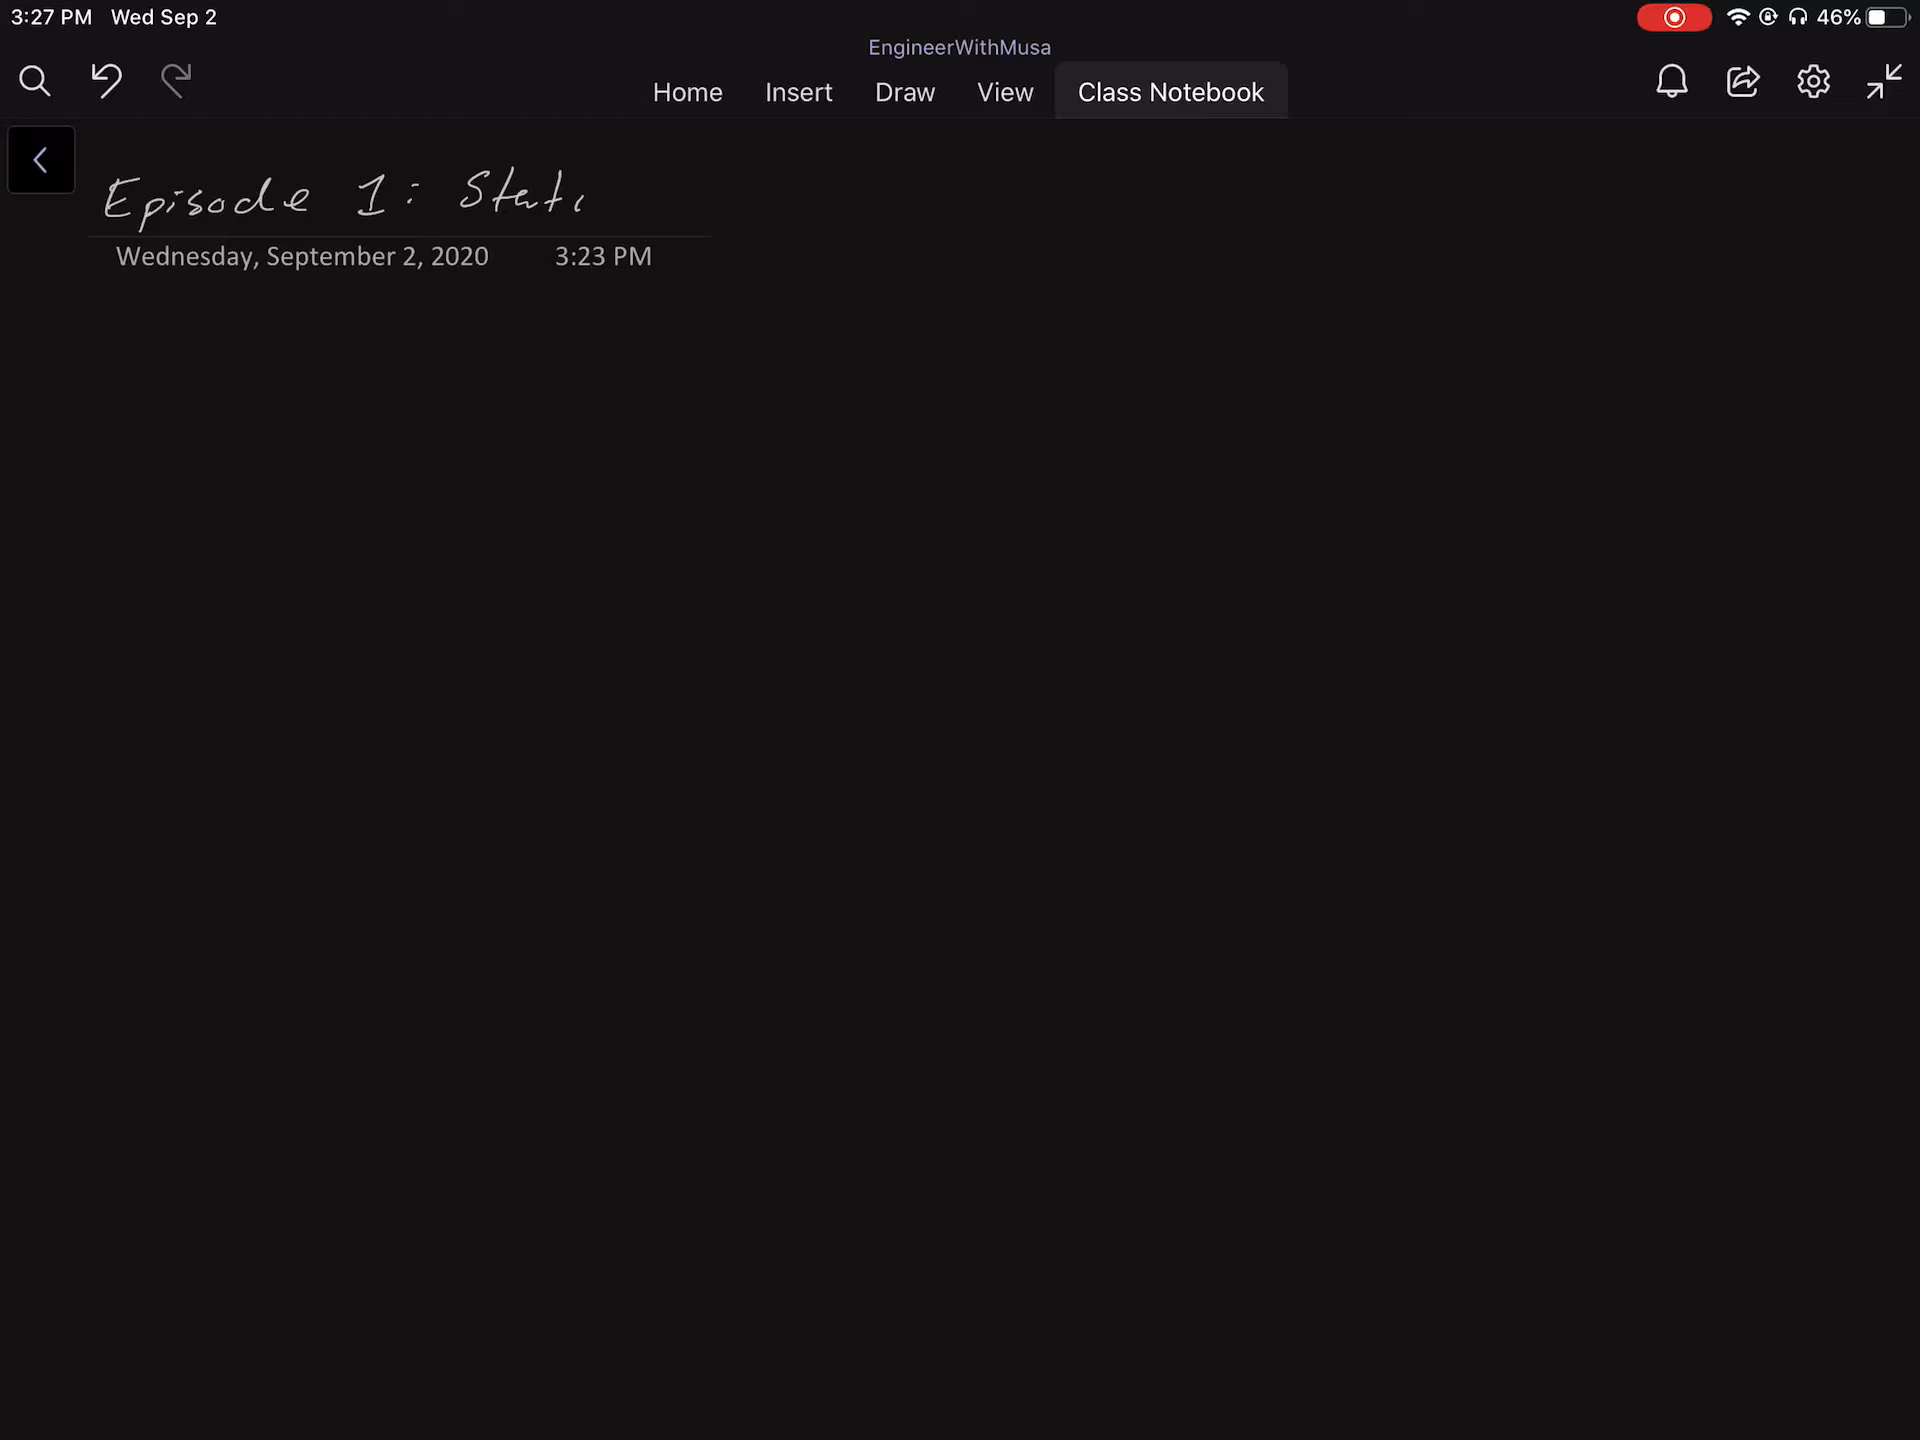 3:27 PM Wed Sep 2
46%
EngineerWithMusa
Home Insert Draw View Class Notebook
Episode 1: Stati
Wednesday, September 2, 2020 3:23 PM